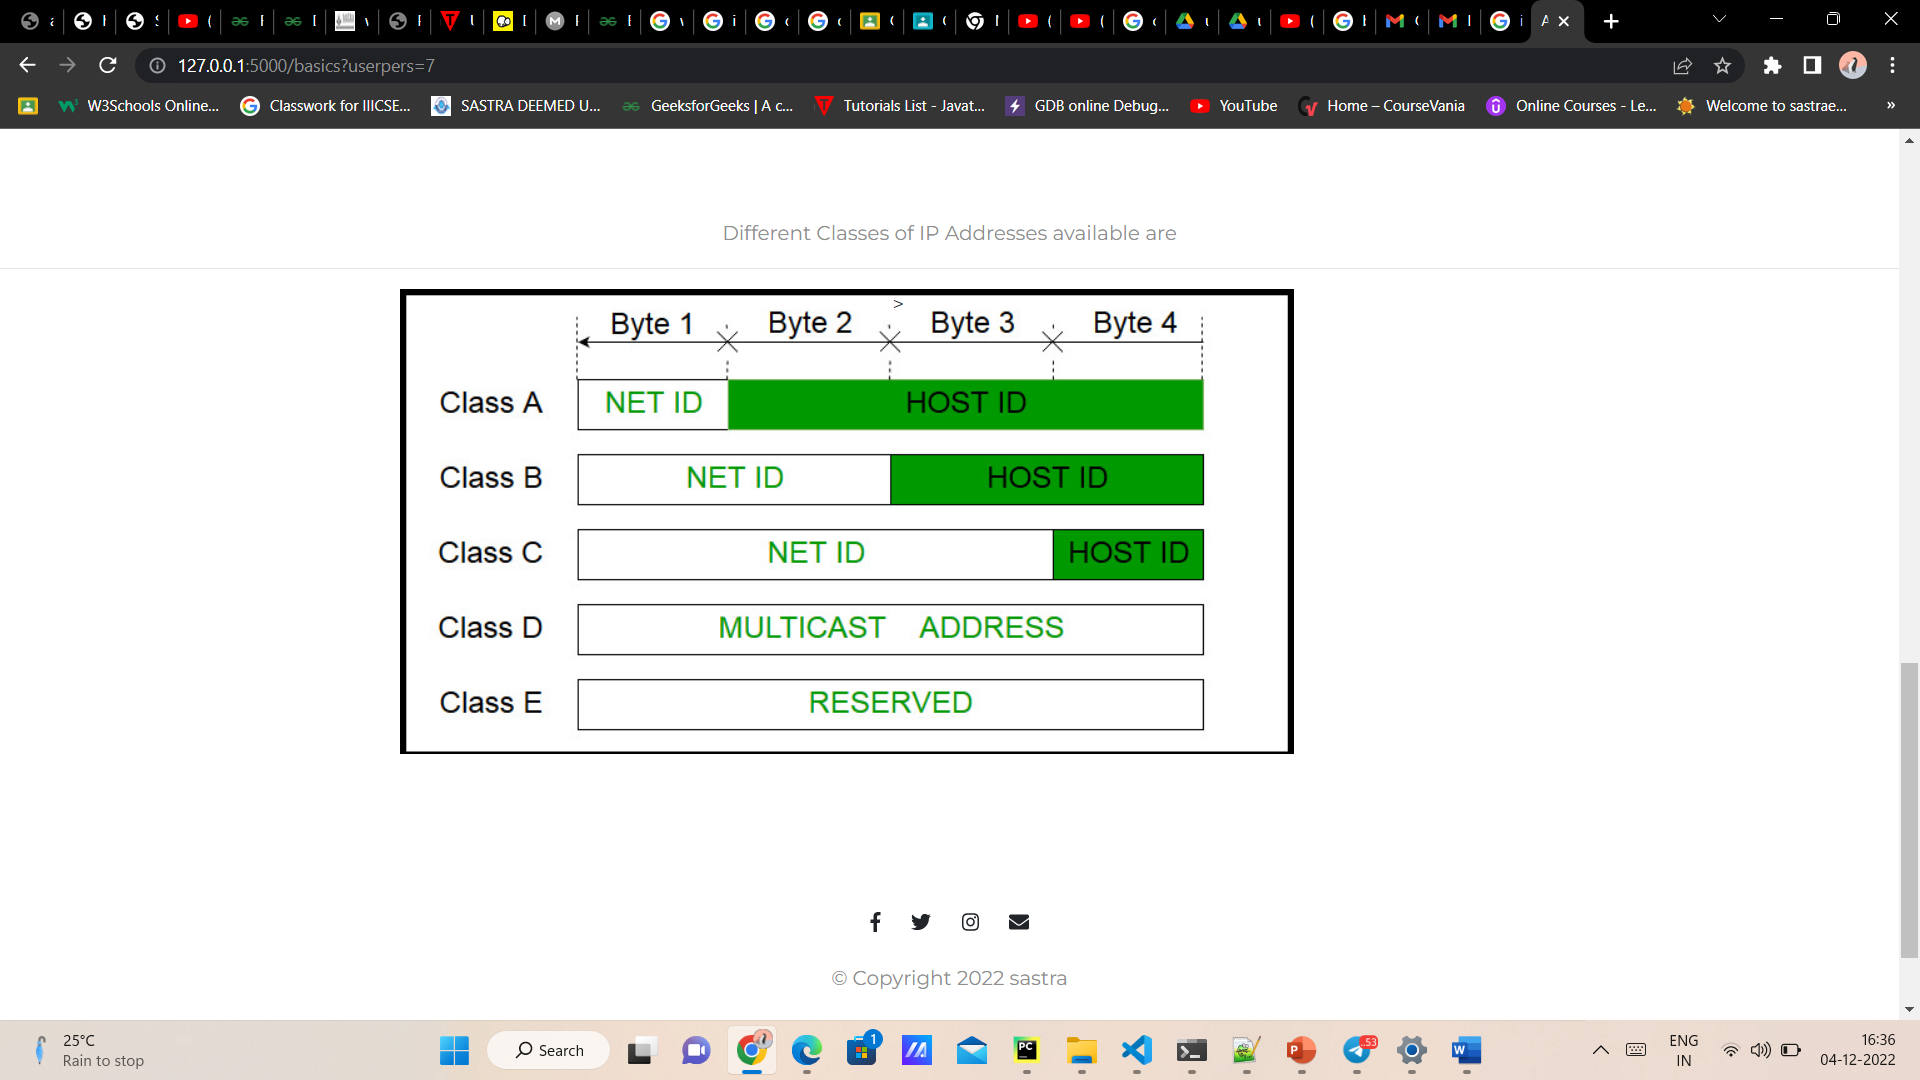 127.0.0.1:5000/basics?userpers=7
W3Schools Online... Classwork for IIICSE... SASTRA DEEMED U... GeeksforGeeks | A c... Tutorials List - Javat... GDB online Debug... YouTube Home – CourseVania Online Courses - Le... Welcome to sastrae... »
Different Classes of IP Addresses available are
>
Byte 1 Byte 2 Byte 3 Byte 4
Class A NET ID HOST ID
Class B NET ID HOST ID
Class C NET ID HOST ID
Class D MULTICAST ADDRESS
Class E RESERVED
© Copyright 2022 sastra
25°C
Rain to stop
Search
1
PC
53
ENG
IN
16:36
04-12-2022